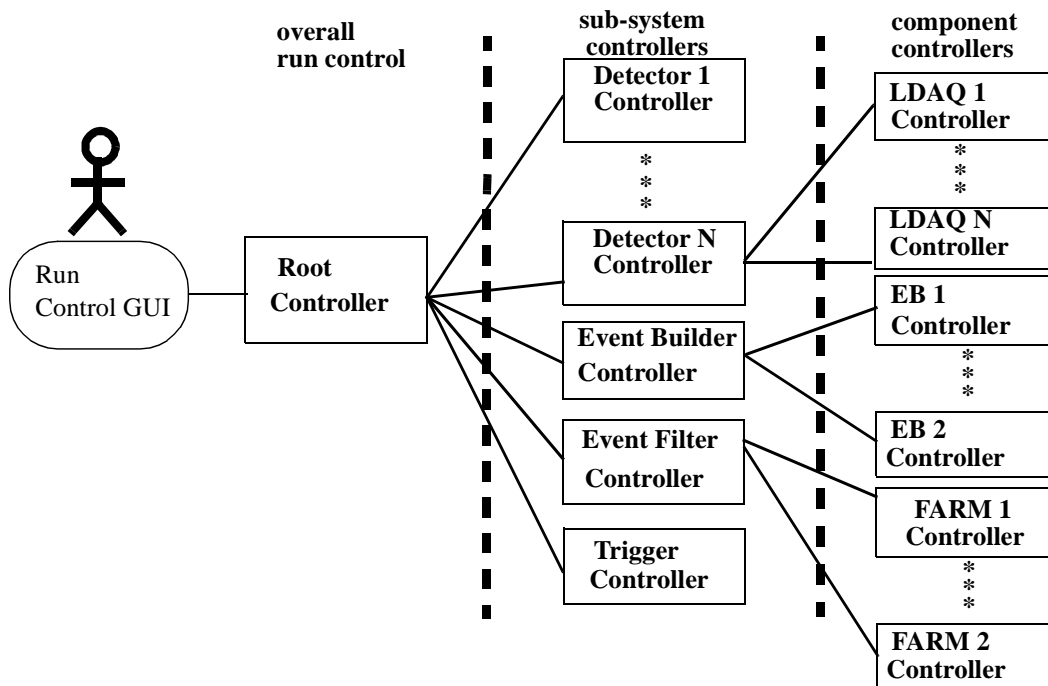 overall
run control
sub-system
controllers
component
controllers
Run
Control GUI
Root
Controller
Detector 1
Controller
* 
*
*
Detector N
Controller
Event Builder
Controller
Event Filter
Controller
Trigger
Controller
LDAQ 1
Controller
*
*
*
LDAQ N
Controller
EB 1
Controller
*
*
*
EB 2
Controller
FARM 1
Controller
*
*
*
FARM 2
Controller